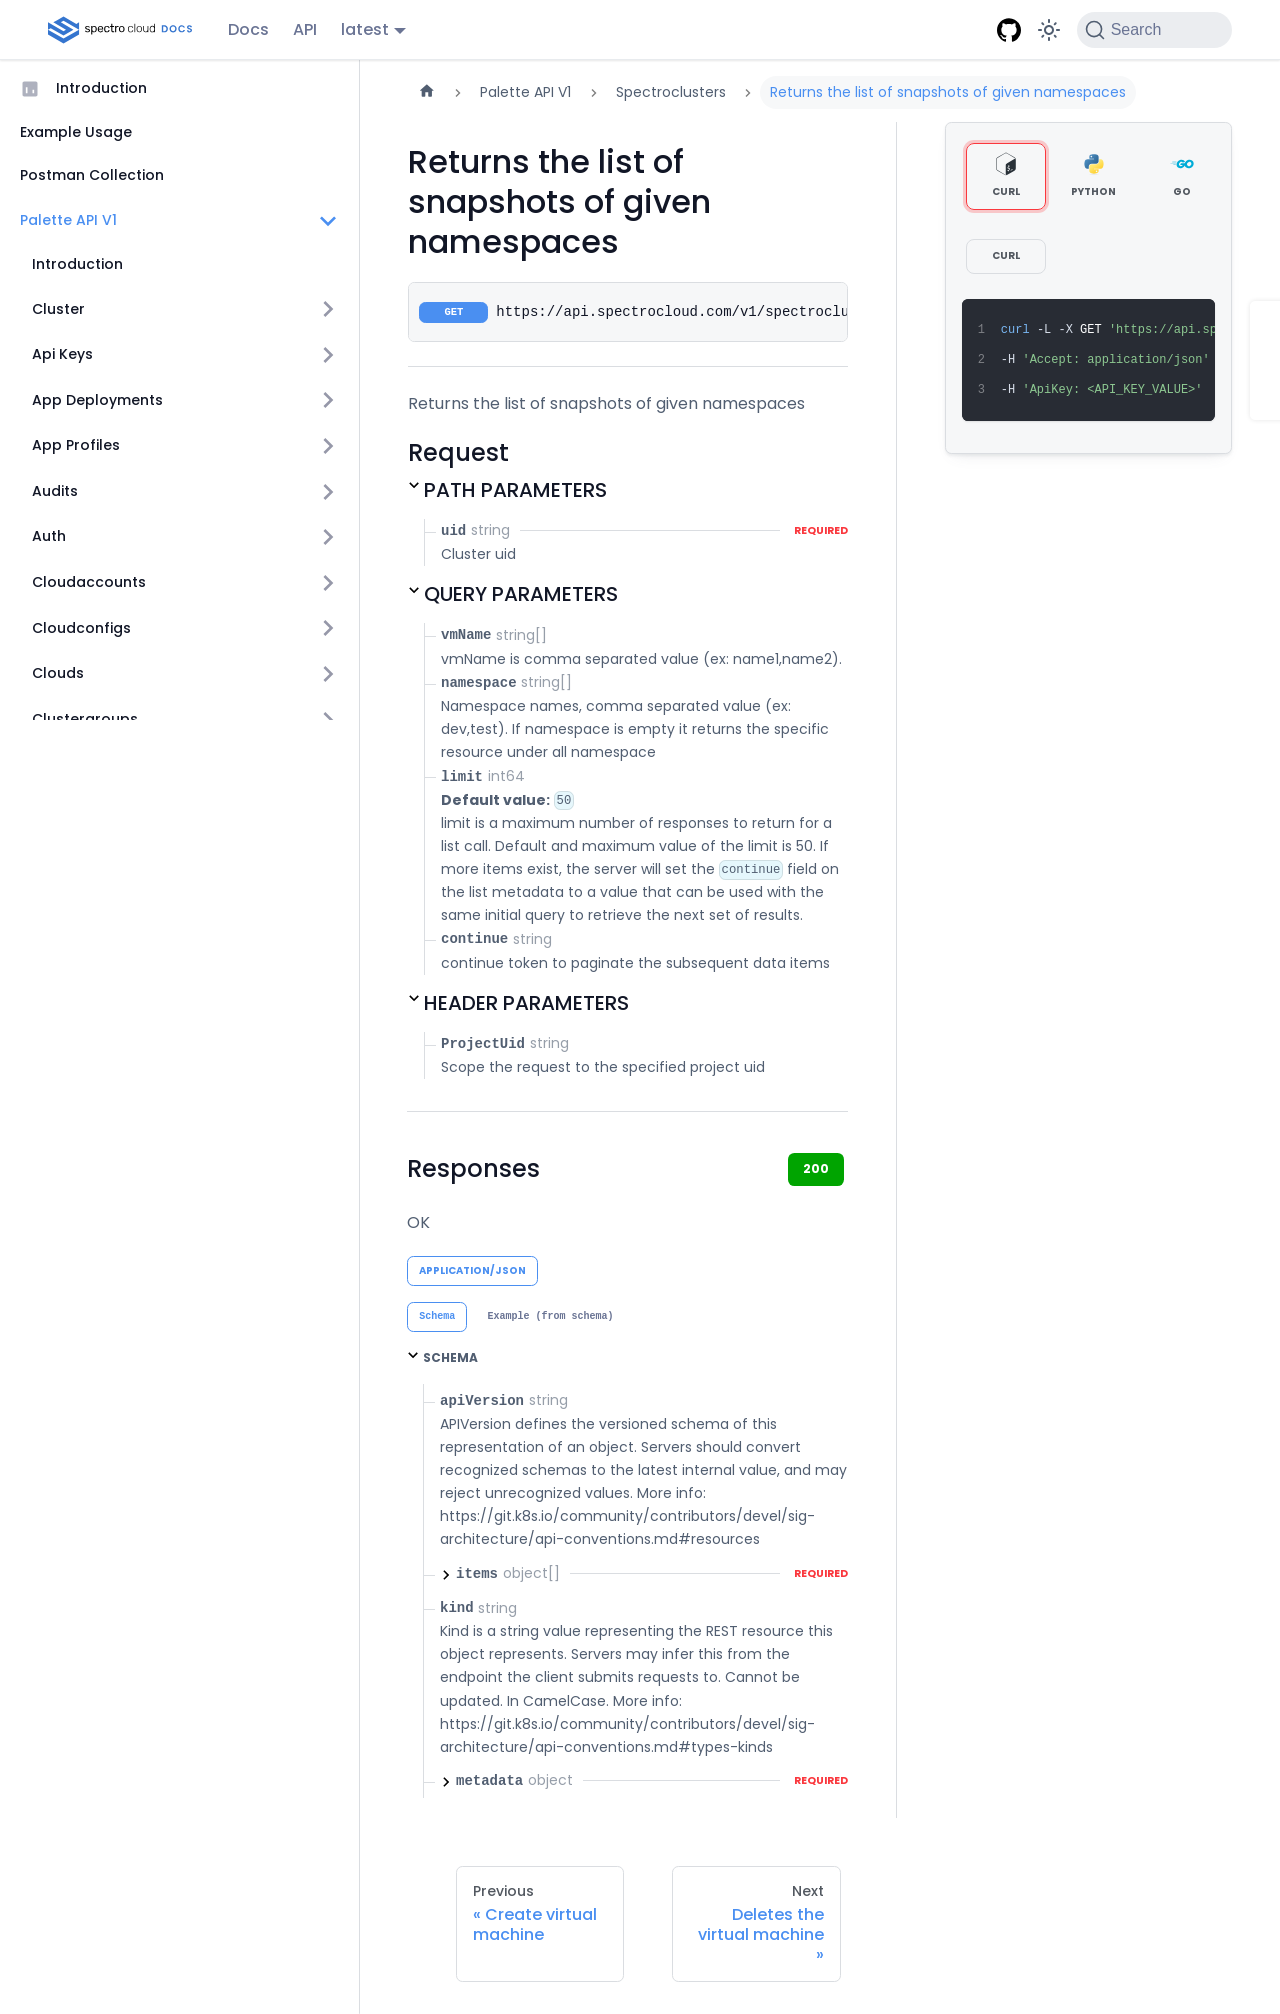 spectro cloud DOCS
Docs
API
latest
Search
Introduction
Example Usage
Postman Collection
Palette API V1
Introduction
Cluster
Api Keys
App Deployments
App Profiles
Audits
Auth
Cloudaccounts
Cloudconfigs
Clouds
Clustergroups
Palette API V1
Spectroclusters
Returns the list of snapshots of given namespaces
Returns the list of
snapshots of given
namespaces
GET https://api.spectrocloud.com/v1/spectroclu
Returns the list of snapshots of given namespaces
Request
PATH PARAMETERS
uid string REQUIRED
Cluster uid
QUERY PARAMETERS
vmName string[]
vmName is comma separated value (ex: name1,name2).
namespace string[]
Namespace names, comma separated value (ex:
dev,test). If namespace is empty it returns the specific
resource under all namespace
limit int64
Default value: 50
limit is a maximum number of responses to return for a
list call. Default and maximum value of the limit is 50. If
more items exist, the server will set the continue field on
the list metadata to a value that can be used with the
same initial query to retrieve the next set of results.
continue string
continue token to paginate the subsequent data items
HEADER PARAMETERS
ProjectUid string
Scope the request to the specified project uid
Responses
200
OK
APPLICATION/JSON
Schema
Example (from schema)
SCHEMA
apiVersion string
APIVersion defines the versioned schema of this
representation of an object. Servers should convert
recognized schemas to the latest internal value, and may
reject unrecognized values. More info:
https://git.k8s.io/community/contributors/devel/sig-
architecture/api-conventions.md#resources
items object[] REQUIRED
kind string
Kind is a string value representing the REST resource this
object represents. Servers may infer this from the
endpoint the client submits requests to. Cannot be
updated. In CamelCase. More info:
https://git.k8s.io/community/contributors/devel/sig-
architecture/api-conventions.md#types-kinds
metadata object REQUIRED
CURL
PYTHON
GO
GO
CURL
1 curl -L -X GET 'https://api.sp
2 -H 'Accept: application/json'
3 -H 'ApiKey: <API_KEY_VALUE>'
Previous
« Create virtual
machine
Next
Deletes the
virtual machine
»